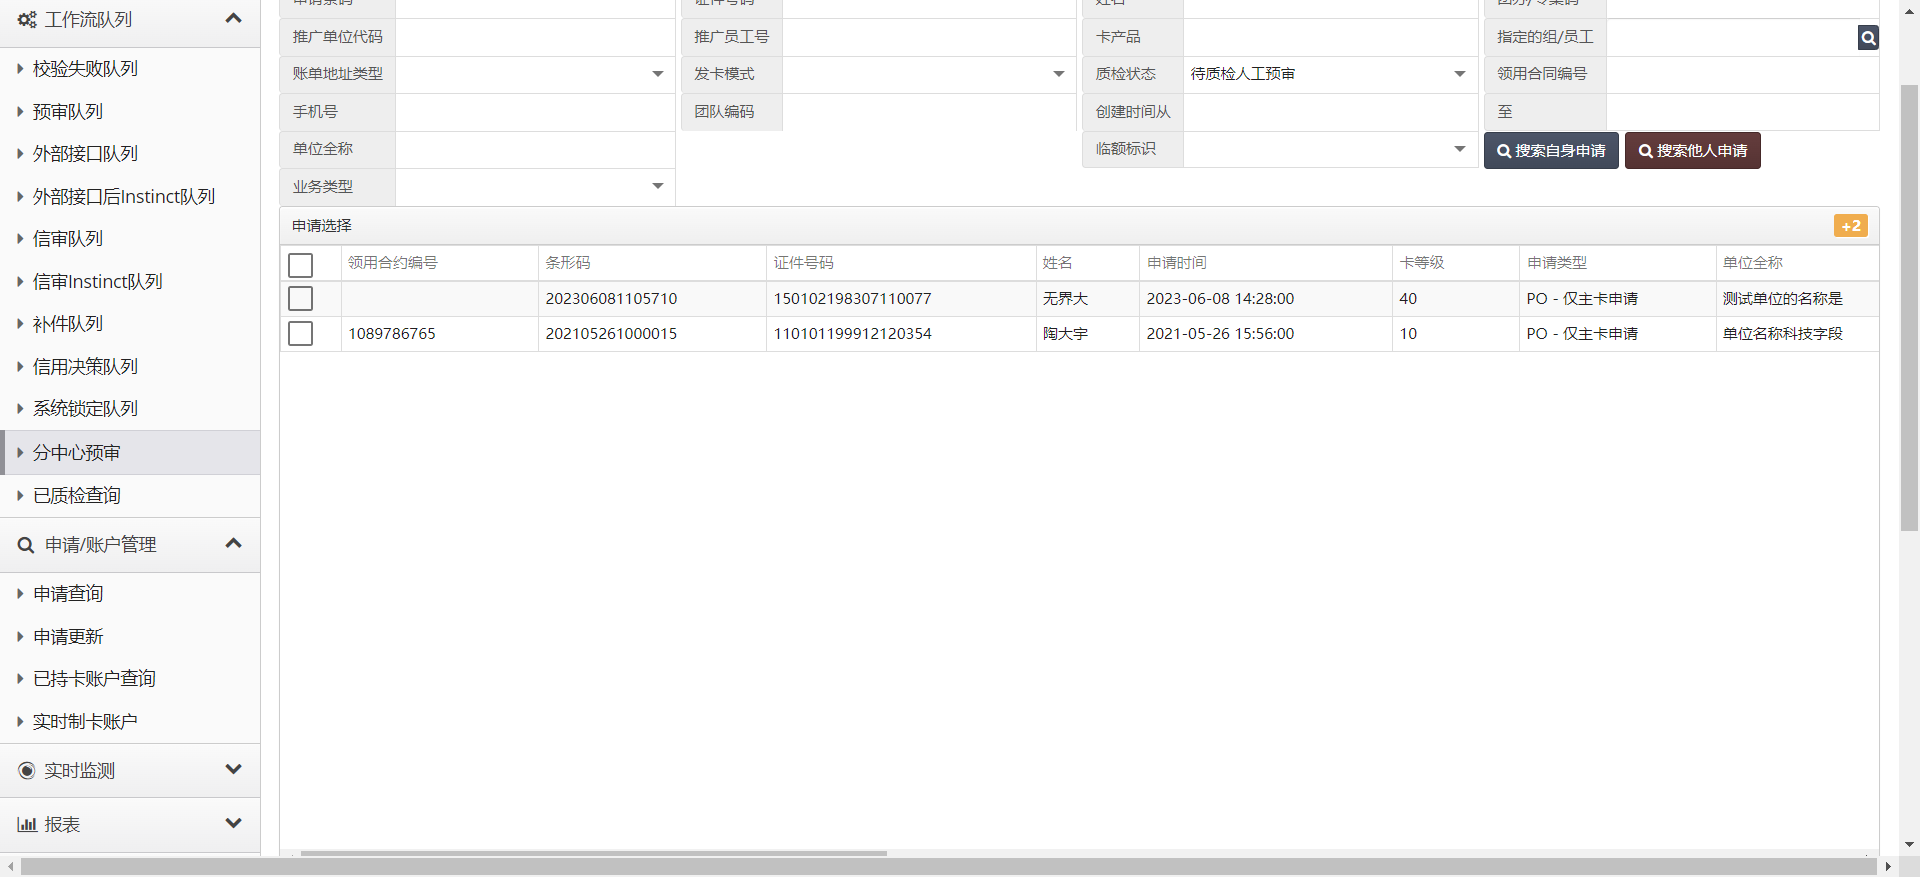 工作流队列
校验失败队列
预审队列
外部接口队列
外部接口后Instinct队列
信审队列
信审Instinct队列
补件队列
信用决策队列
系统锁定队列
分中心预审
已质检查询
申请/账户管理
申请查询
申请更新
已持卡账户查询
实时制卡账户
实时监测
报表
申请条码 证件号码 姓名
推广单位代码 推广员工号 卡产品 指定的组/员工
账单地址类型 发卡模式 质检状态 待质检人工预审 领用合同编号
手机号 团队编码 创建时间从 至
单位全称 临额标识 搜索自身申请 搜索他人申请
业务类型
申请选择 +2
领用合约编号 条形码 证件号码 姓名 申请时间 卡等级 申请类型 单位全称
202306081105710 150102198307110077 无界大 2023-06-08 14:28:00 40 PO - 仅主卡申请 测试单位的名称是
1089786765 202105261000015 110101199912120354 陶大宇 2021-05-26 15:56:00 10 PO - 仅主卡申请 单位名称科技字段